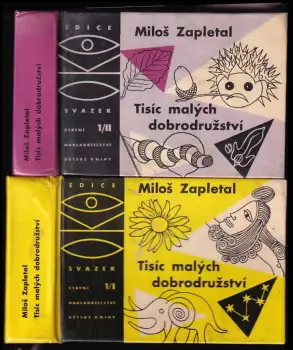 Miloš Zapletal
Tisíc malých dobrodružství
EDICE
OKO
SVAZEK
STÁTNÍ 1/II
NAKLADATELSTVÍ
DĚTSKÉ KNIHY
Miloš Zapletal
Tisíc malých
dobrodružství
Miloš Zapletal
Tisíc malých dobrodružství
EDICE
OKO
SVAZEK
STÁTNÍ 1/I
NAKLADATELSTVÍ
DĚTSKÉ KNIHY
Miloš Zapletal
Tisíc malých
dobrodružství